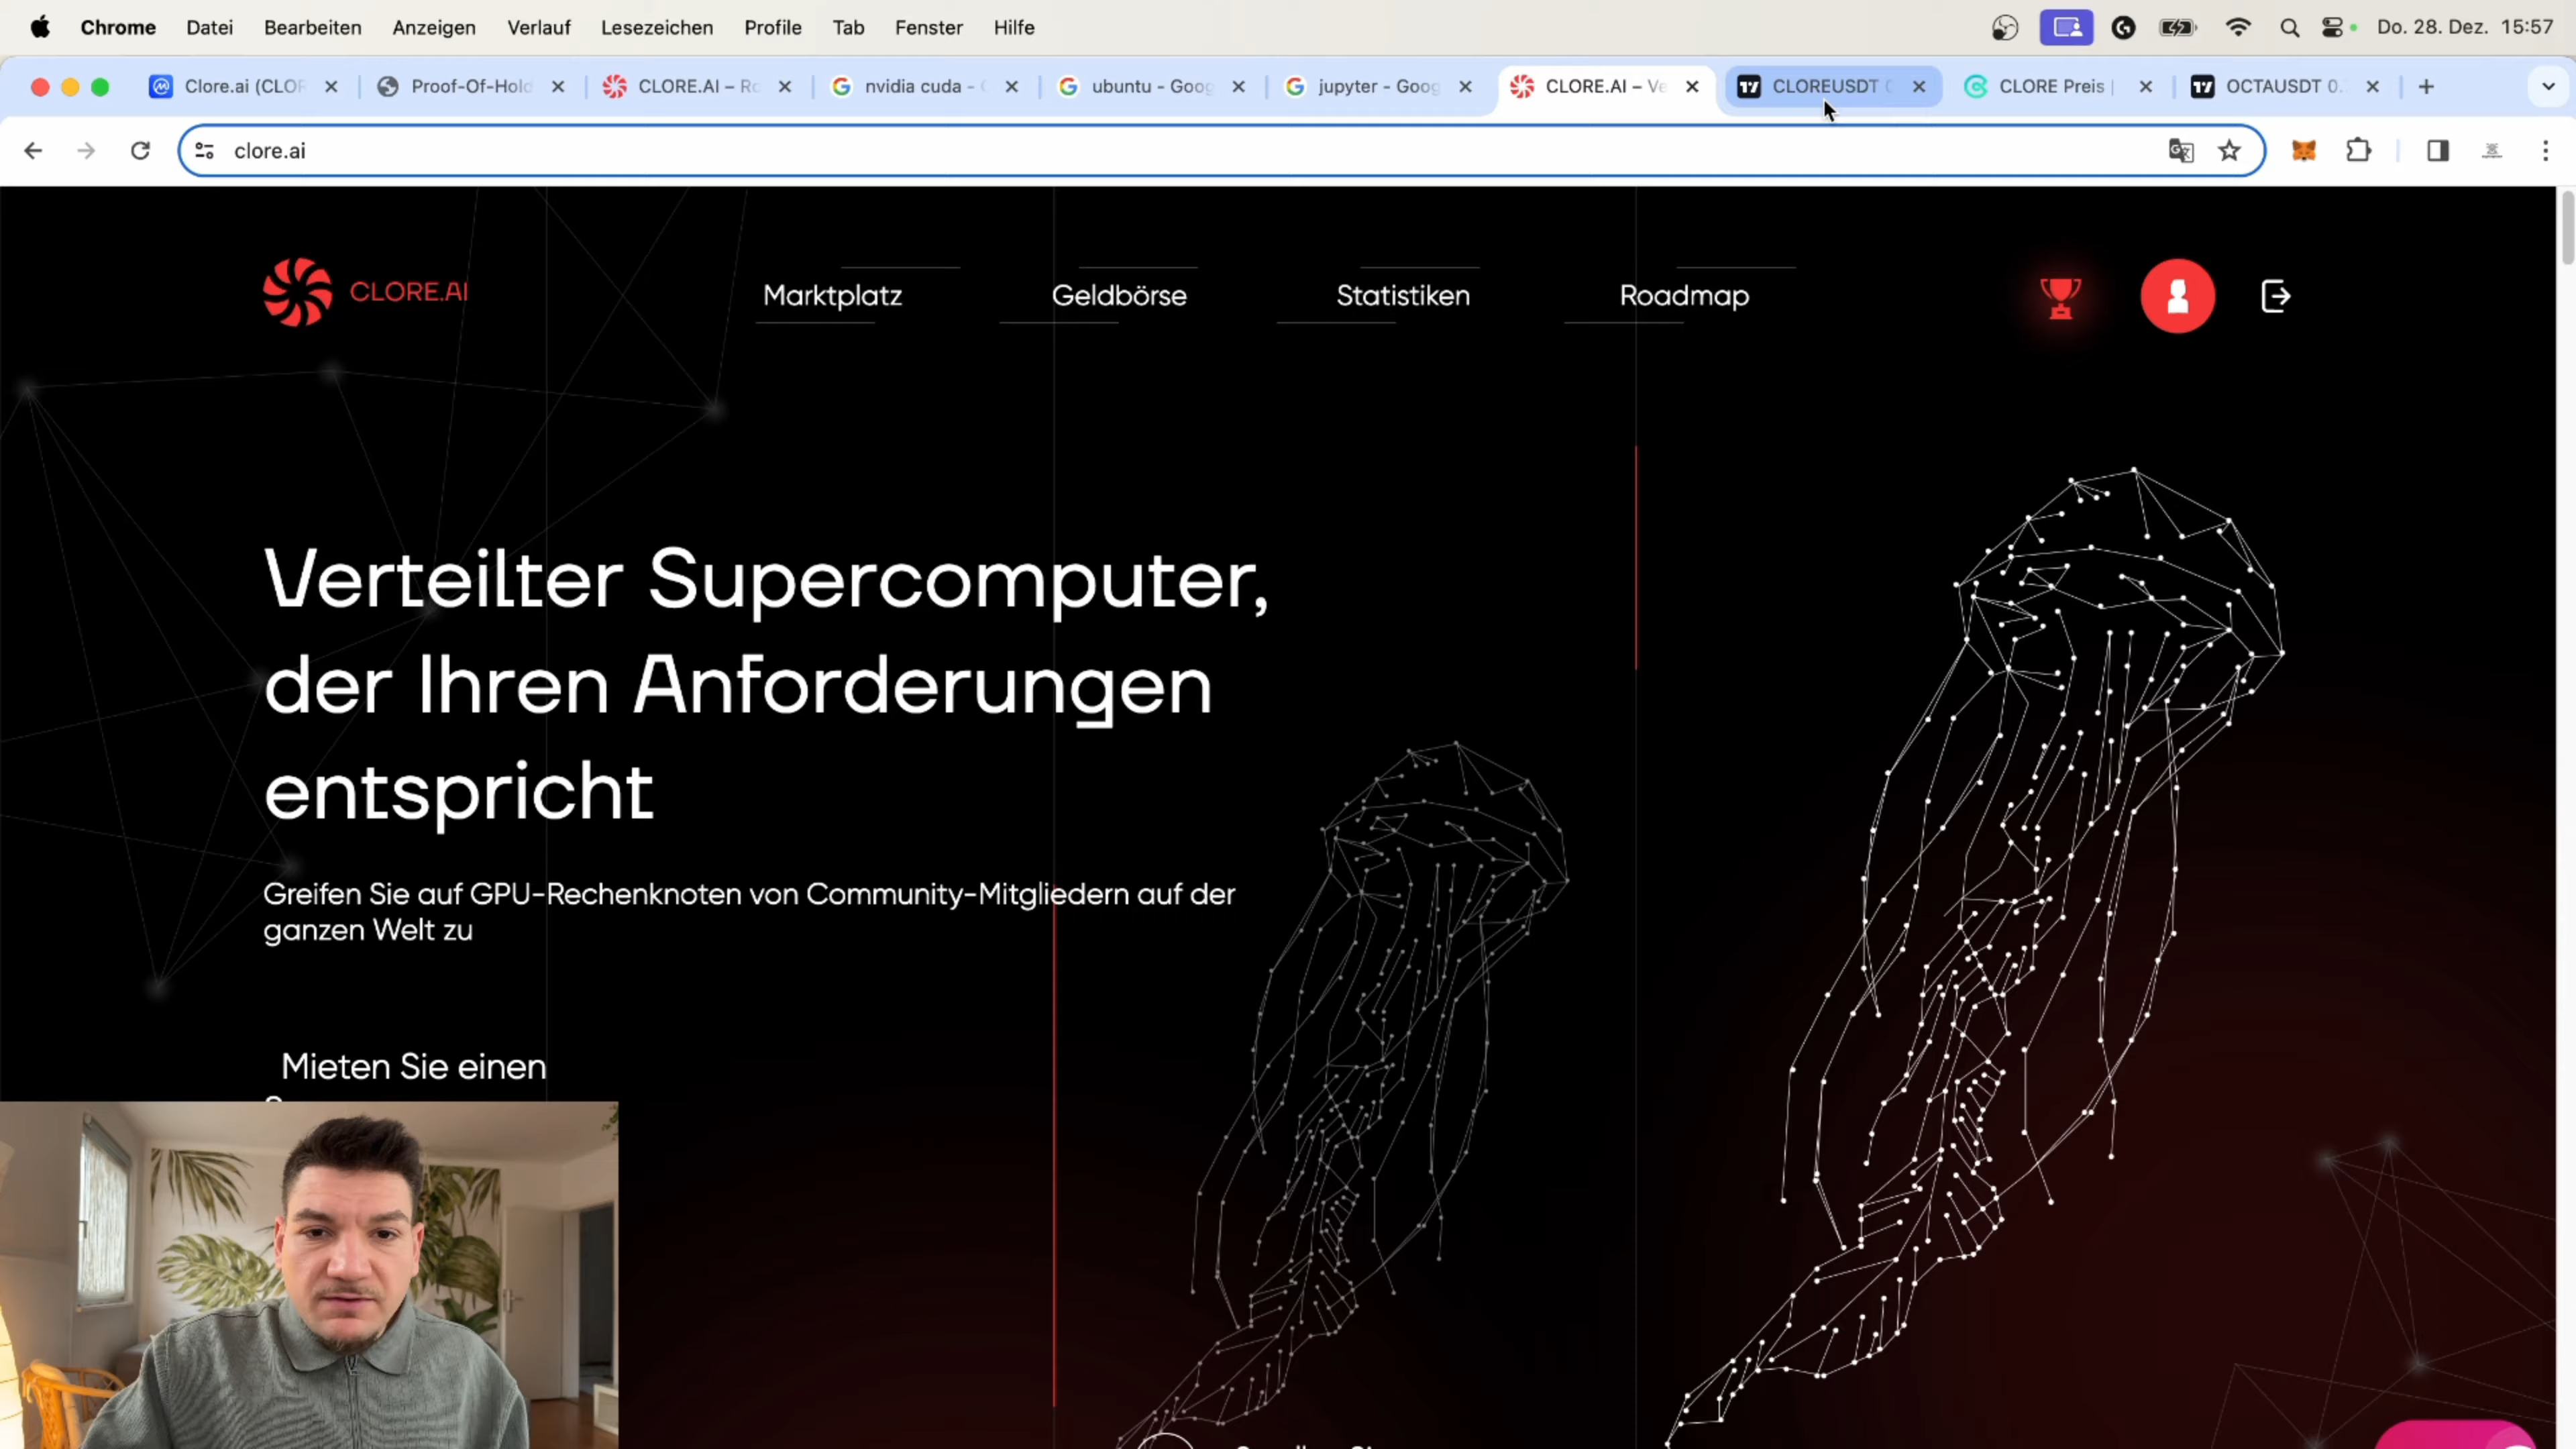 Chrome Datei Bearbeiten Anzeigen Verlauf Lesezeichen Profile Tab Fenster Hilfe Do. 28. Dez. 15:57
Clore.ai (CLOR Proof-Of-Hold CLORE.AI – Ro nvidia cuda - G ubuntu - Goog jupyter - Goog CLORE.AI – Ve CLOREUSDT 0 CLORE Preis | OCTAUSDT 0.
clore.ai
CLORE.AI Marktplatz Geldbörse Statistiken Roadmap
Verteilter Supercomputer,
der Ihren Anforderungen
entspricht
Greifen Sie auf GPU-Rechenknoten von Community-Mitgliedern auf der
ganzen Welt zu
Mieten Sie einen